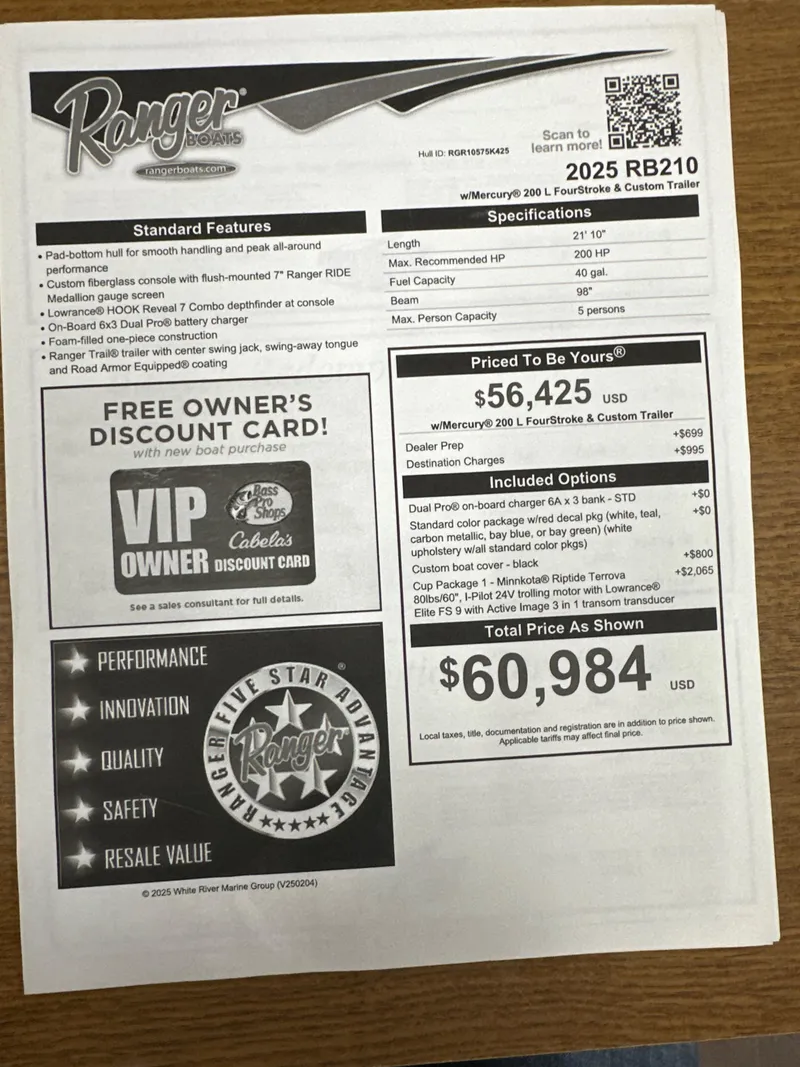 Ranger®
BOATS
rangerboats.com
Scan to
learn more!
Hull ID: RGR10575K425
2025 RB210
w/Mercury® 200 L FourStroke & Custom Trailer
Standard Features
• Pad-bottom hull for smooth handling and peak all-around
performance
• Custom fiberglass console with flush-mounted 7" Ranger RIDE
Medallion gauge screen
• Lowrance® HOOK Reveal 7 Combo depthfinder at console
• On-Board 6x3 Dual Pro® battery charger
• Foam-filled one-piece construction
• Ranger Trail® trailer with center swing jack, swing-away tongue
and Road Armor Equipped® coating
FREE OWNER'S
DISCOUNT CARD!
with new boat purchase
VIP
Bass
Pro
Shops
Cabela's
OWNER DISCOUNT CARD
See a sales consultant for full details.
PERFORMANCE
INNOVATION
QUALITY
SAFETY
RESALE VALUE
RANGER FIVE STAR ADVANTAGE ®
Ranger
© 2025 White River Marine Group (V250204)
Specifications
Length 21' 10"
Max. Recommended HP 200 HP
Fuel Capacity 40 gal.
Beam 98"
Max. Person Capacity 5 persons
Priced To Be Yours®
$56,425 USD
w/Mercury® 200 L FourStroke & Custom Trailer
Dealer Prep +$699
Destination Charges +$995
Included Options
Dual Pro® on-board charger 6A x 3 bank - STD +$0
Standard color package w/red decal pkg (white, teal, +$0
carbon metallic, bay blue, or bay green) (white
upholstery w/all standard color pkgs)
Custom boat cover - black +$800
Cup Package 1 - Minnkota® Riptide Terrova +$2,065
80lbs/60", I-Pilot 24V trolling motor with Lowrance®
Elite FS 9 with Active Image 3 in 1 transom transducer
Total Price As Shown
$60,984 USD
Local taxes, title, documentation and registration are in addition to price shown.
Applicable tariffs may affect final price.